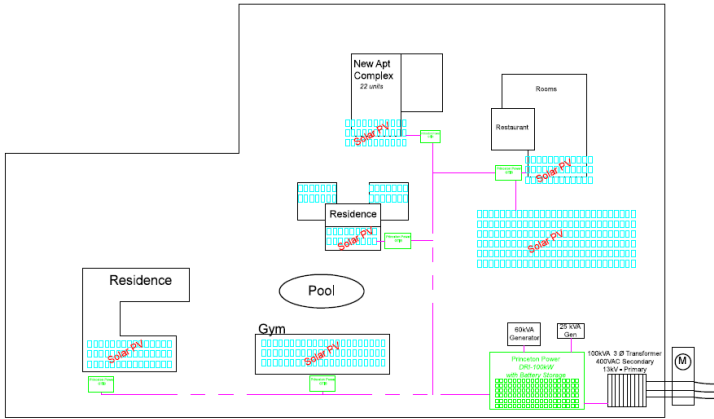 New Apt
Complex
22 units
Solar PV
Rooms
Restaurant
Solar PV
Solar PV
Residence
Solar PV
Residence
Solar PV
Pool
Gym
Solar PV
60kVA
Generator
25 kVA
Gen
Princeton Power
DRI-100kW
with Battery Storage
100kVA 3 Ø Transformer
400VAC Secondary
13kV - Primary
M